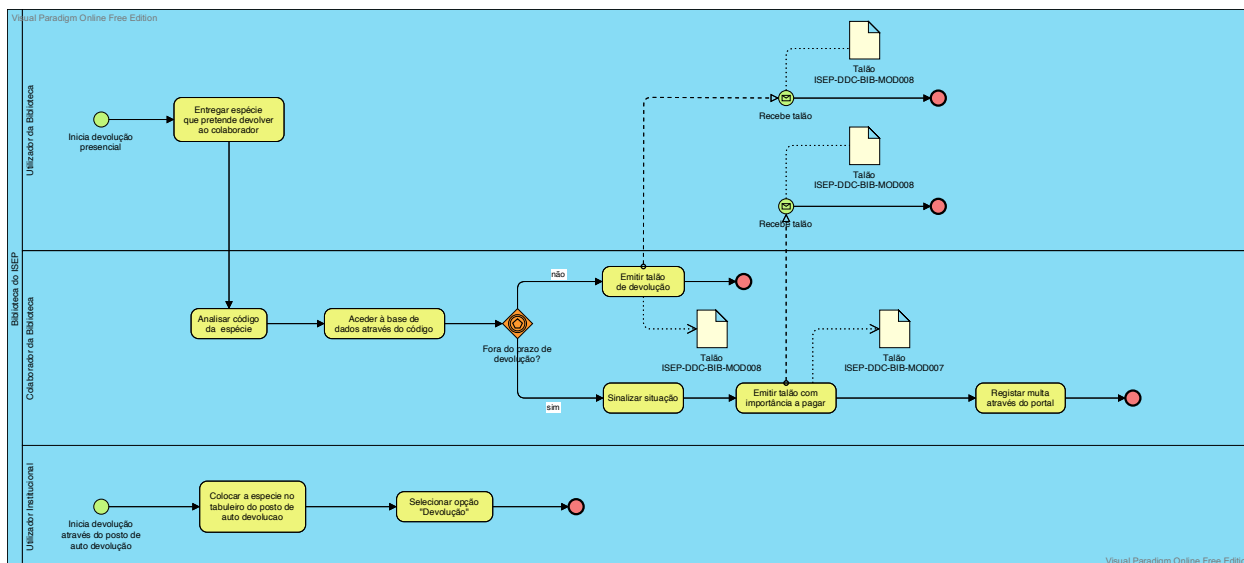 Visual Paradigm Online Free Edition
Biblioteca do ISEP
Utilizador da Biblioteca
Inicia devolução
presencial
Entregar espécie
que pretende devolver
ao colaborador
Talão
ISEP-DDC-BIB-MOD008
Recebe talão
Talão
ISEP-DDC-BIB-MOD008
Recebe talão
Colaborador da Biblioteca
Analisar código
da espécie
Aceder à base de
dados através do código
Fora do prazo de
devolução?
não
Emitir talão
de devolução
Talão
ISEP-DDC-BIB-MOD008
sim
Sinalizar situação
Emitir talão com
importância a pagar
Talão
ISEP-DDC-BIB-MOD007
Registar multa
através do portal
Utilizador Institucional
Inicia devolução
através do posto de
auto devolução
Colocar a especie no
tabuleiro do posto de
auto devolucao
Selecionar opção
"Devolução"
Visual Paradigm Online Free Edition